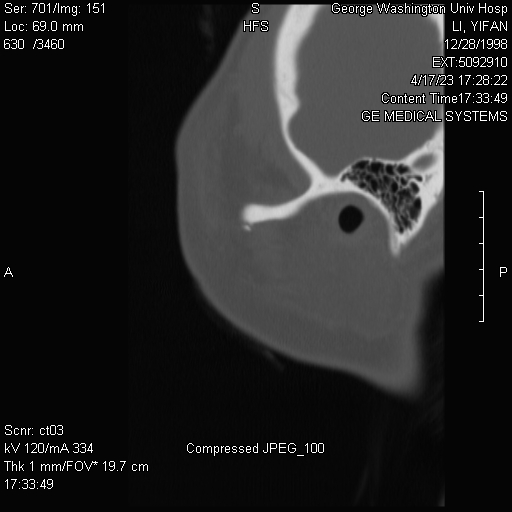 Ser: 701/Img: 151
Loc: 69.0 mm
630 /3460
S
HFS
George Washington Univ Hosp
LI, YIFAN
12/28/1998
EXT:5092910
4/17/23 17:28:22
Content Time17:33:49
GE MEDICAL SYSTEMS
A
P
Scnr: ct03
kV 120/mA 334
Thk 1 mm/FOV* 19.7 cm
17:33:49
Compressed JPEG_100